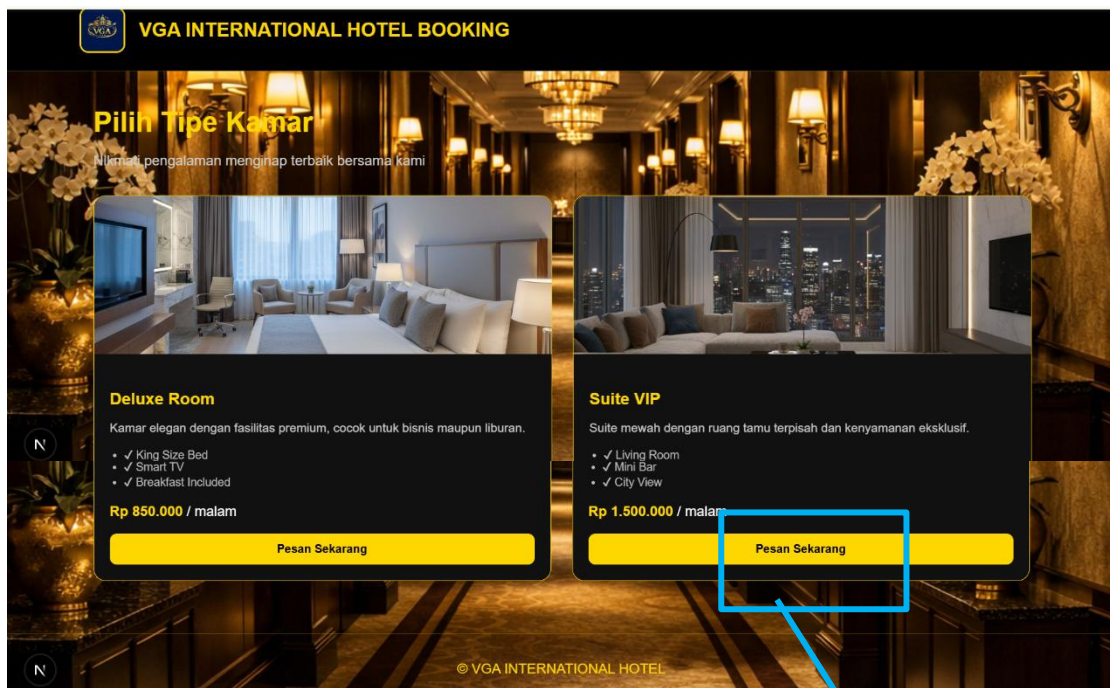 VGA
VGA INTERNATIONAL HOTEL BOOKING
Pilih Tipe Kamar
Nikmati pengalaman menginap terbaik bersama kami
Deluxe Room
Kamar elegan dengan fasilitas premium, cocok untuk bisnis maupun liburan.
• ✓ King Size Bed
• ✓ Smart TV
• ✓ Breakfast Included
Rp 850.000 / malam
Pesan Sekarang
Suite VIP
Suite mewah dengan ruang tamu terpisah dan kenyamanan eksklusif.
• ✓ Living Room
• ✓ Mini Bar
• ✓ City View
Rp 1.500.000 / malam
Pesan Sekarang
N
N
© VGA INTERNATIONAL HOTEL